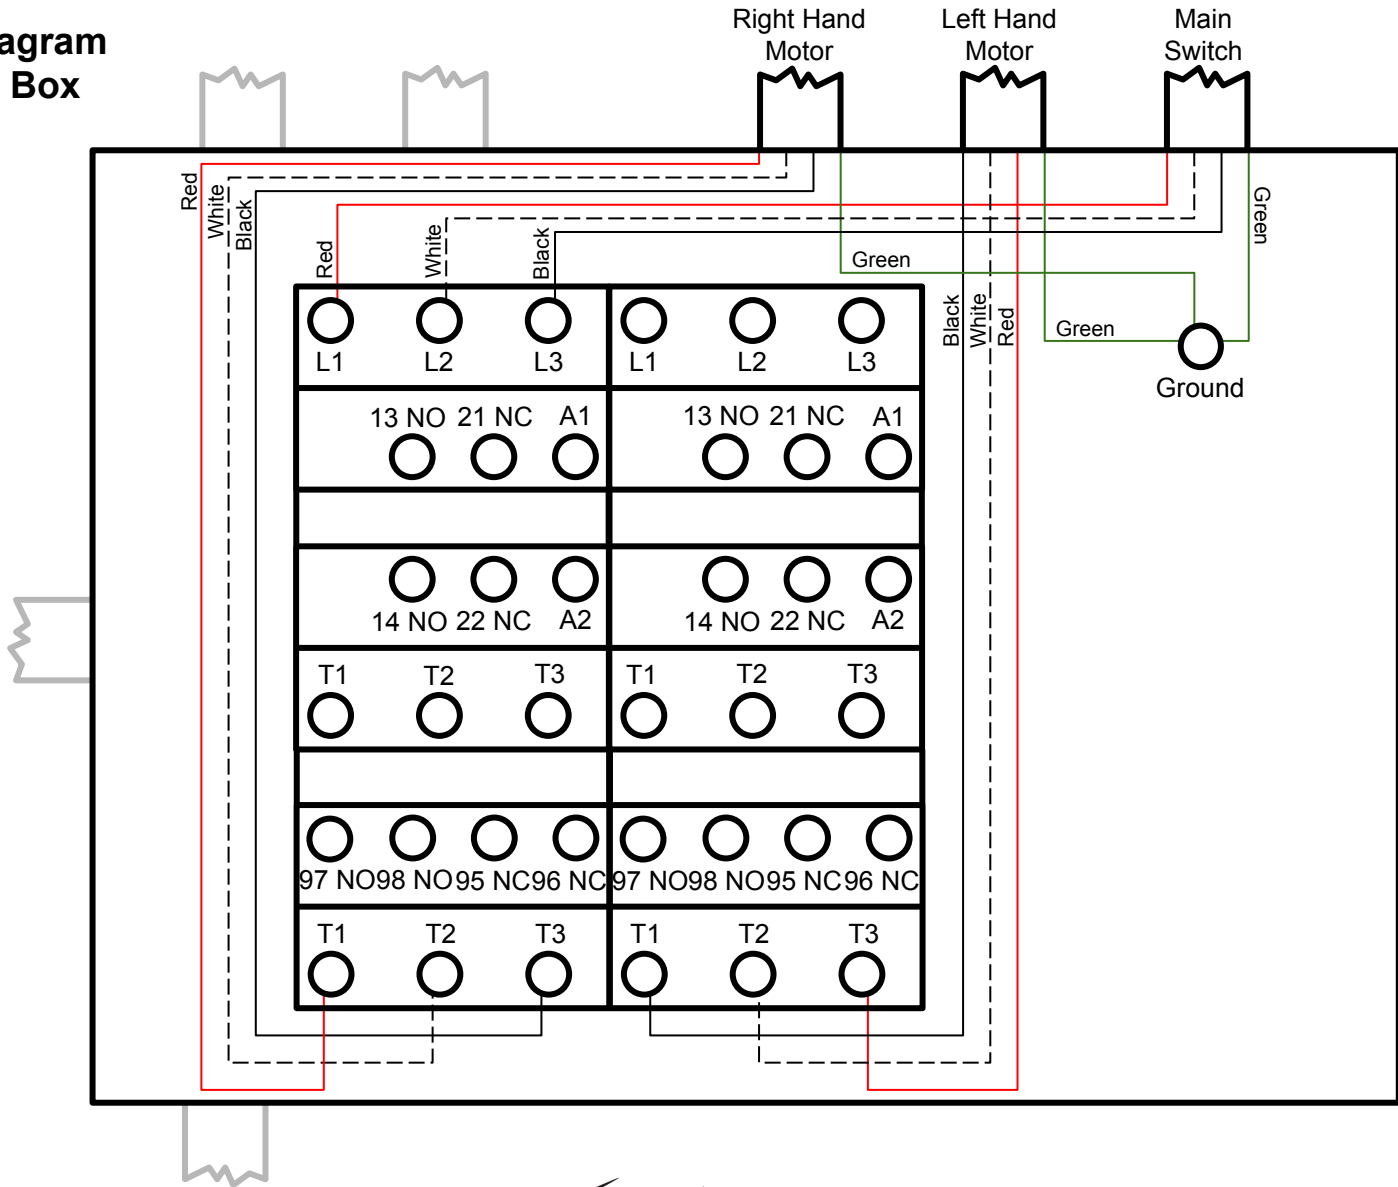 agram
Box
Right Hand
Motor
Left Hand
Motor
Main
Switch
Red
White
Black
Red
White
Black
Green
Green
Black
White
Red
Green
Ground
L1 L2 L3 L1 L2 L3
13 NO 21 NC A1 13 NO 21 NC A1
14 NO 22 NC A2 14 NO 22 NC A2
T1 T2 T3 T1 T2 T3
97 NO 98 NO 95 NC 96 NC 97 NO 98 NO 95 NC 96 NC
T1 T2 T3 T1 T2 T3